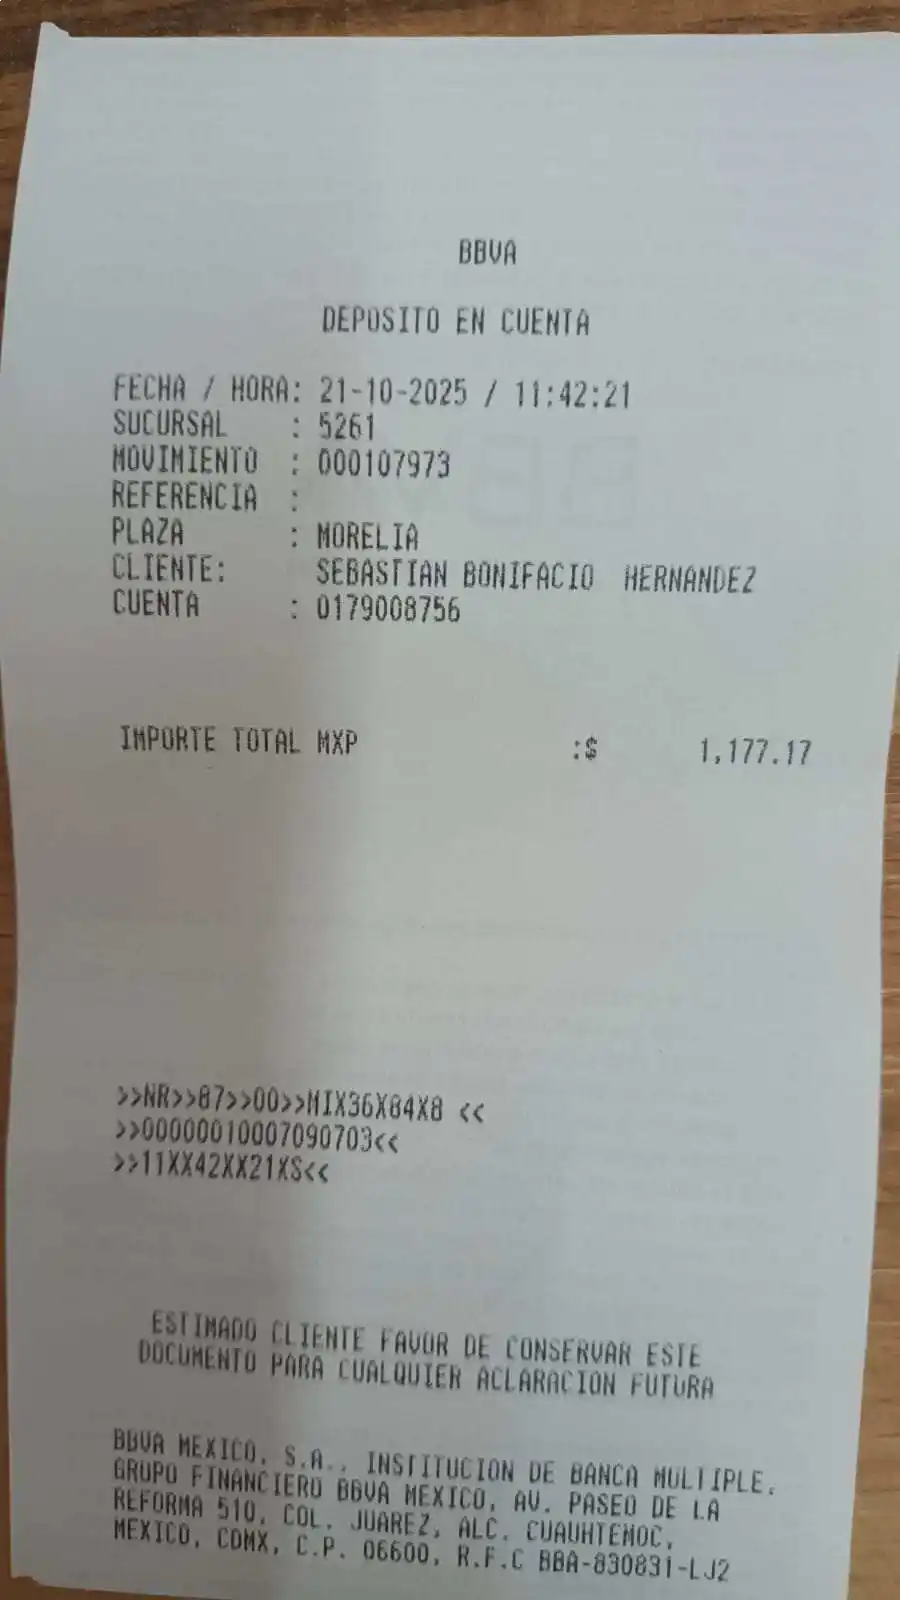 BBVA
DEPOSITO EN CUENTA
FECHA / HORA: 21-10-2025 / 11:42:21
SUCURSAL : 5261
MOVIMIENTO : 000107973
REFERENCIA :
PLAZA : MORELIA
CLIENTE: SEBASTIAN BONIFACIO HERNANDEZ
CUENTA : 0179008756
IMPORTE TOTAL MXP :$ 1,177.17
>>NR>>87>>00>>MIX36X84X8 <<
>>00000010007090703<<
>>11XX42XX21XS<<
ESTIMADO CLIENTE FAVOR DE CONSERVAR ESTE
DOCUMENTO PARA CUALQUIER ACLARACION FUTURA
BBVA MEXICO, S.A., INSTITUCION DE BANCA MULTIPLE,
GRUPO FINANCIERO BBVA MEXICO, AV. PASEO DE LA
REFORMA 510, COL. JUAREZ, ALC. CUAUHTEMOC,
MEXICO, CDMX, C.P. 06600, R.F.C BBA-830831-LJ2